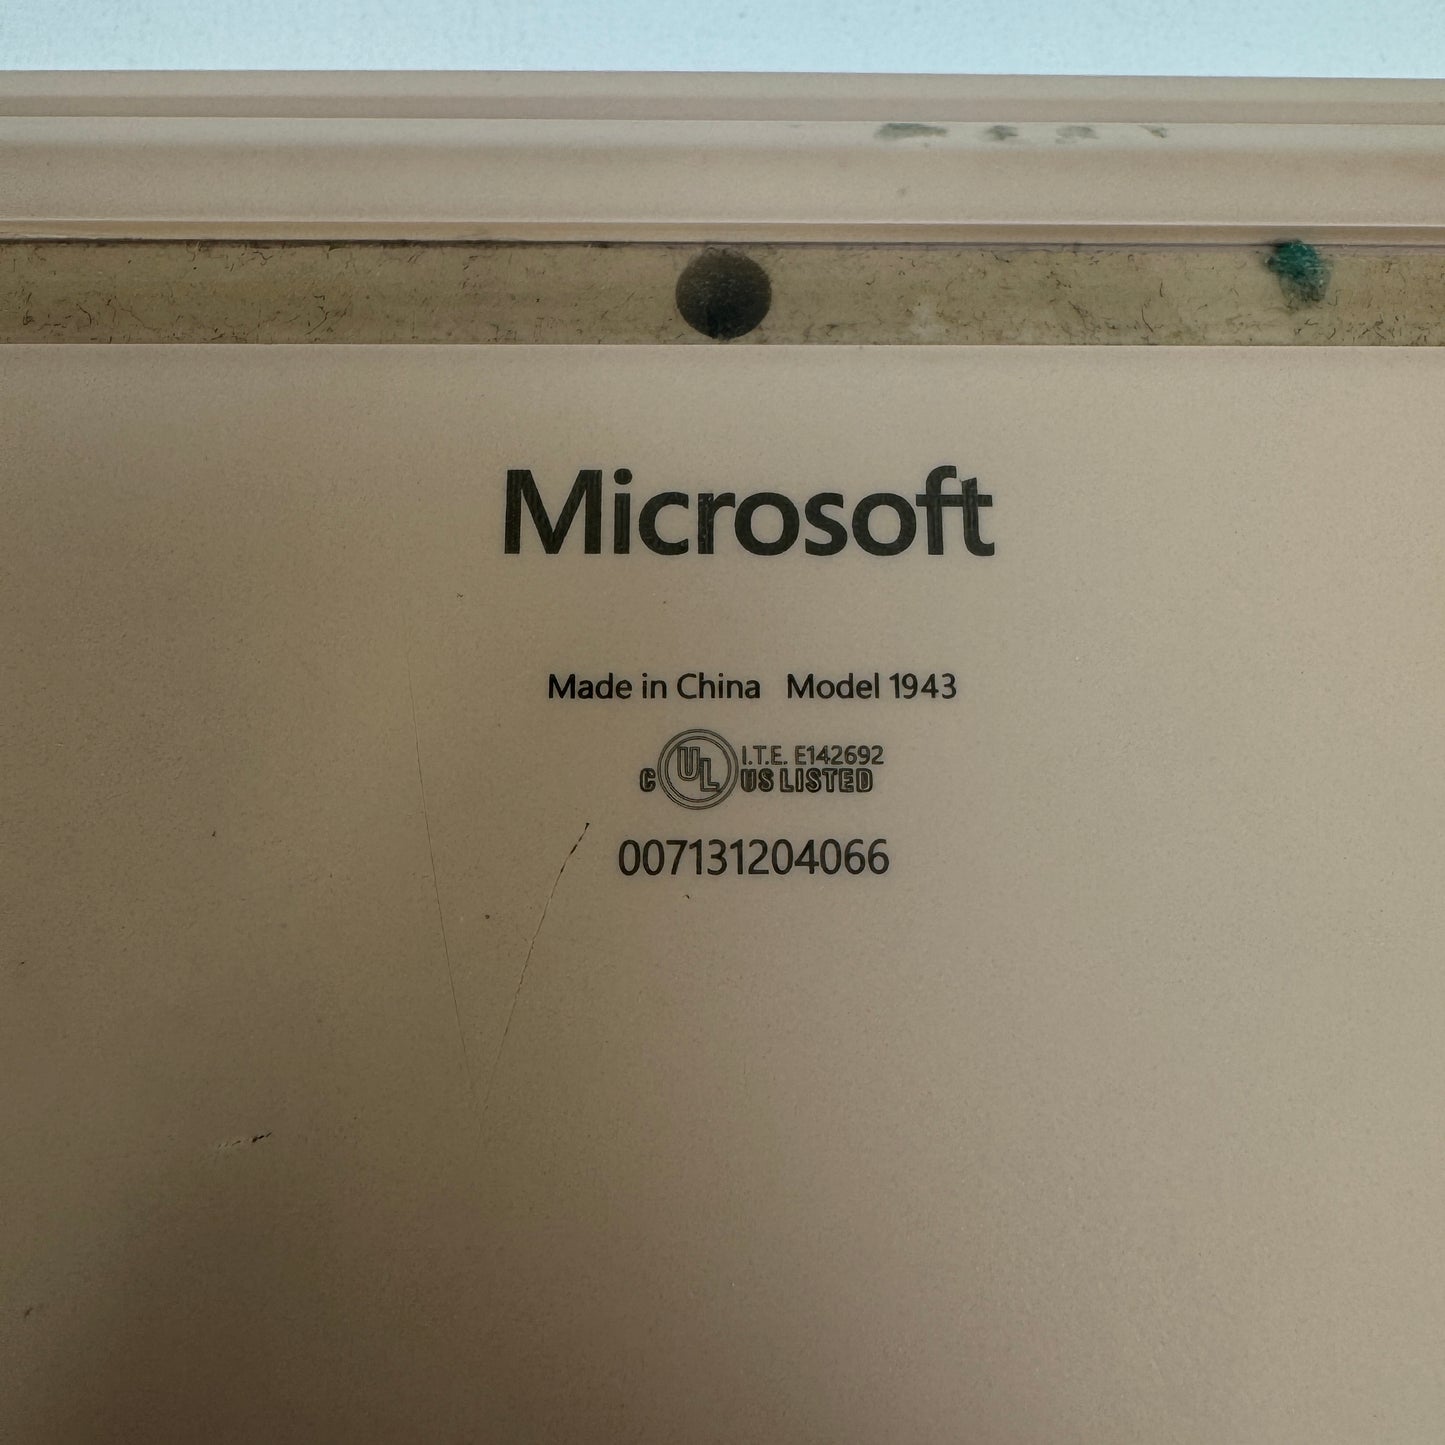 Microsoft
Made in China Model 1943
C UL US LISTED I.T.E. E142692
007131204066